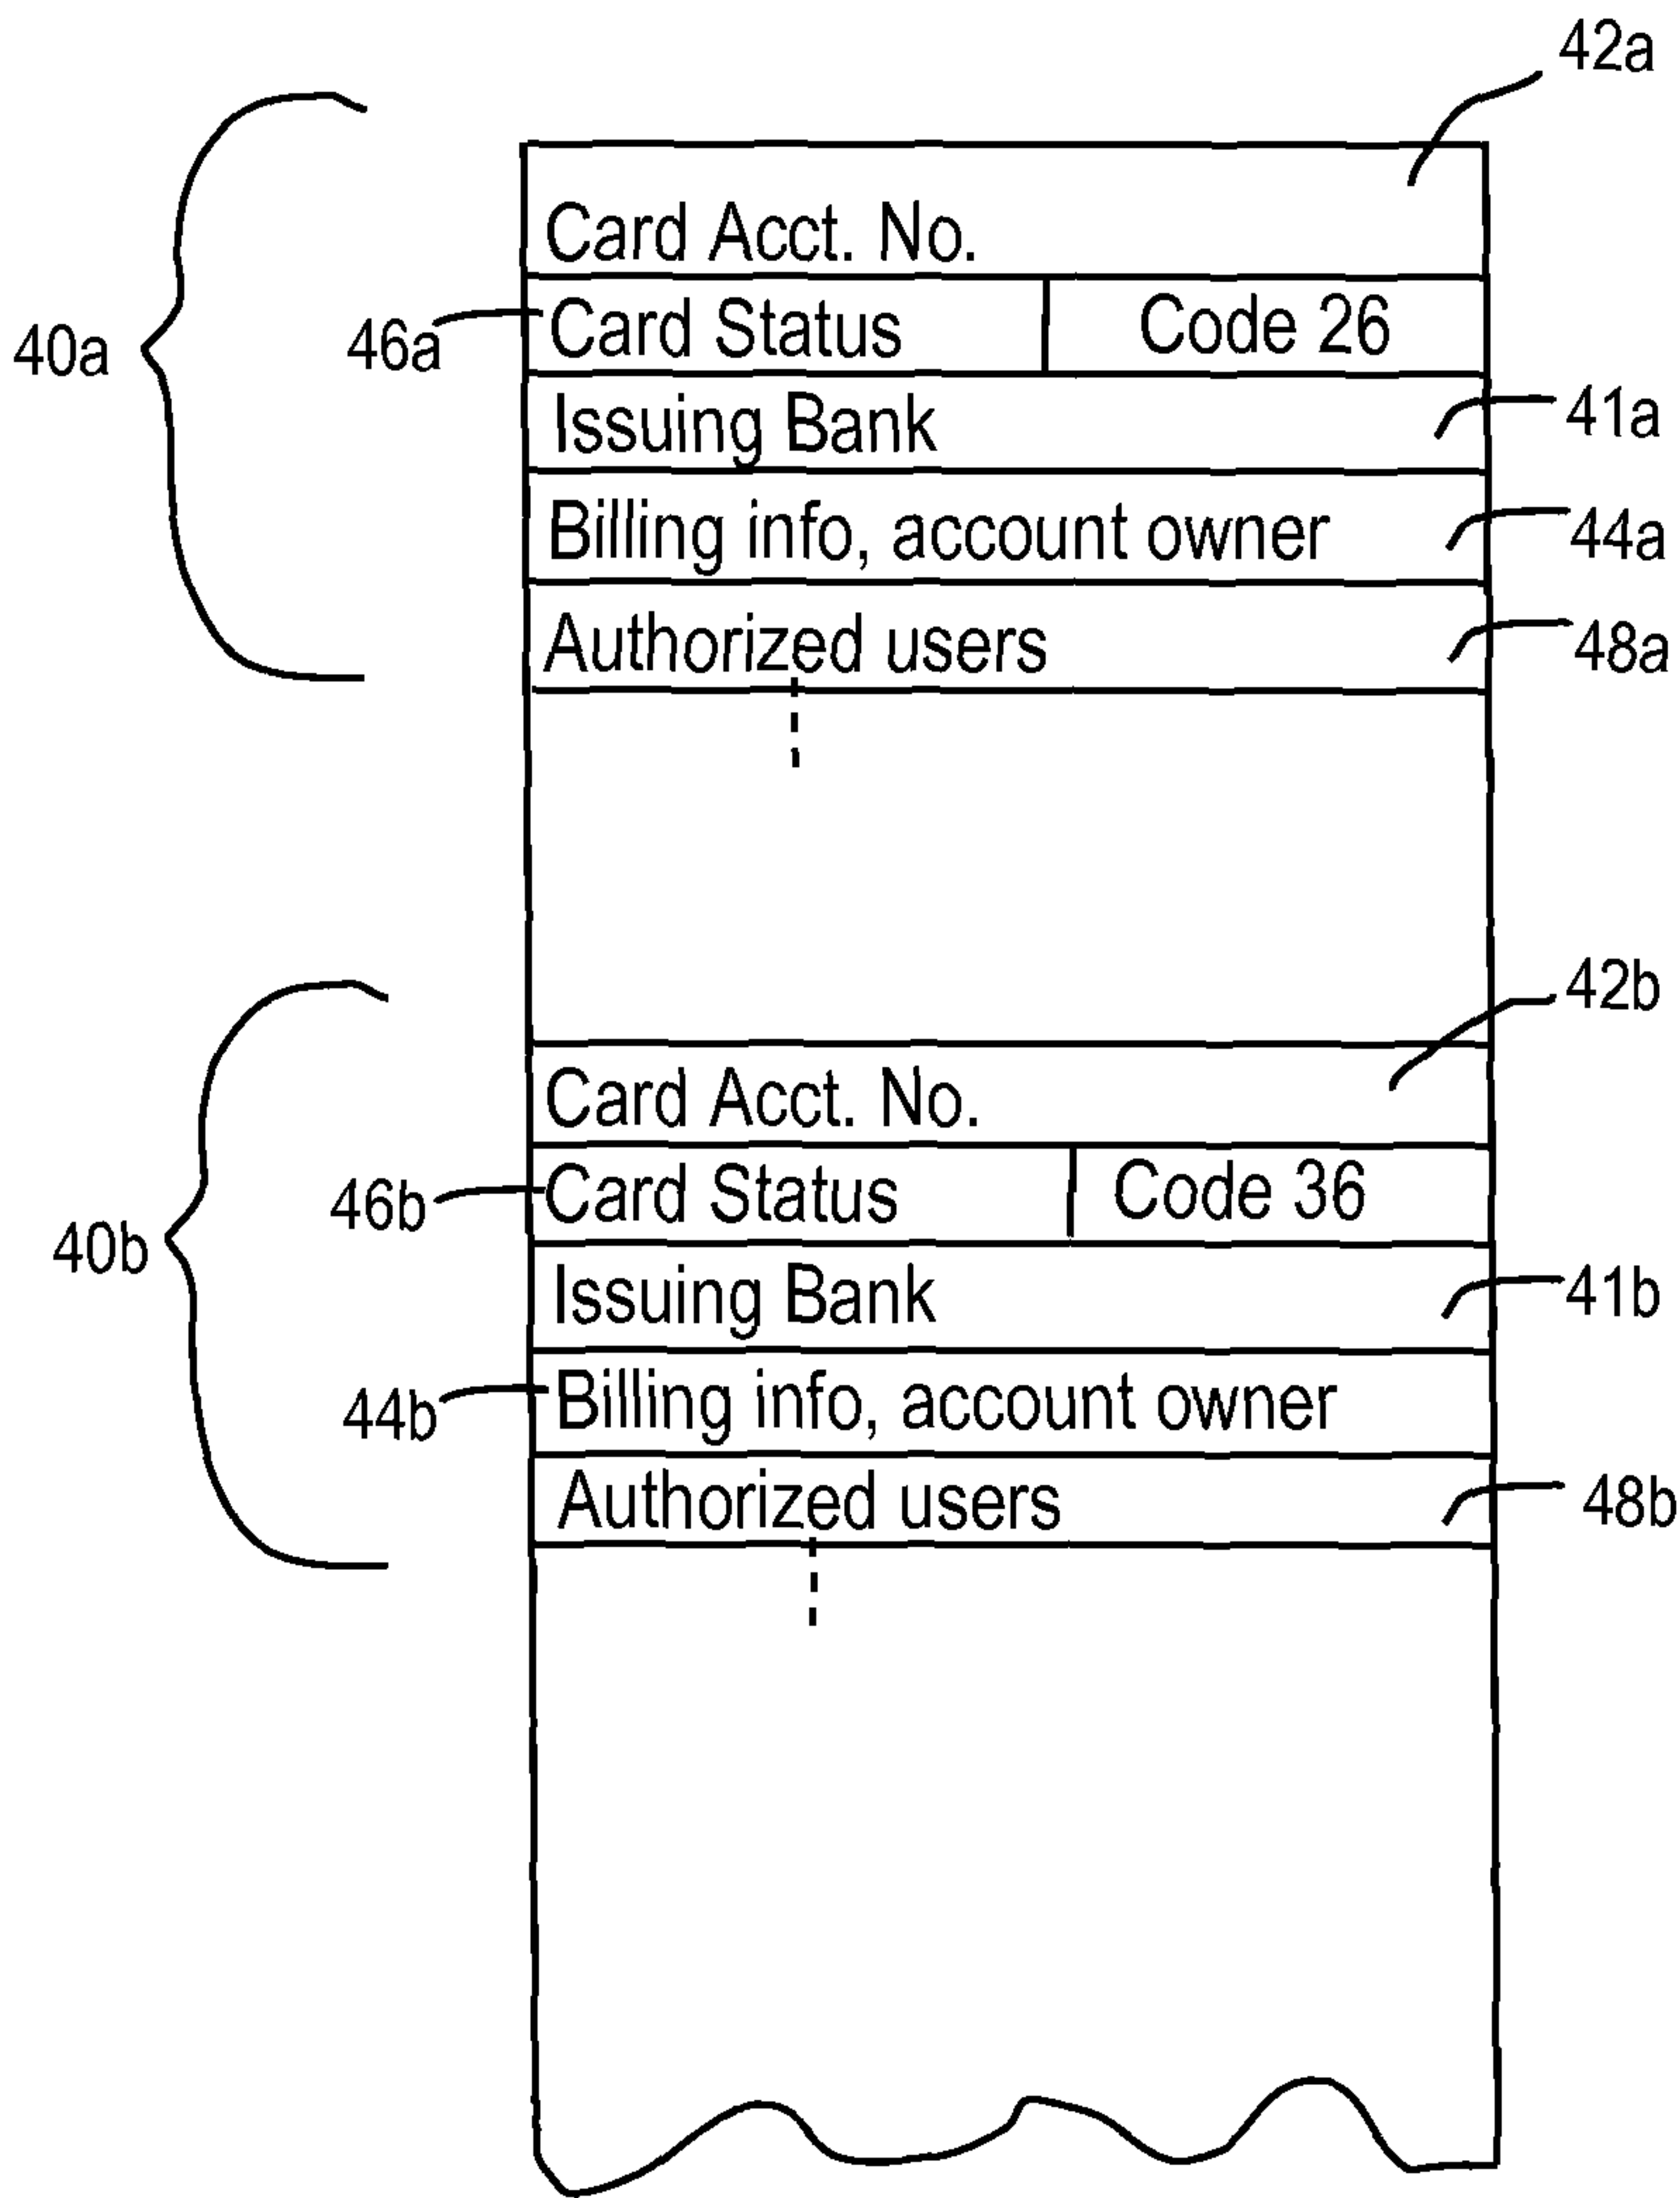 42a
Card Acct. No.
40a
46a
Card Status
Code 26
Issuing Bank
41a
Billing info, account owner
44a
Authorized users
48a
42b
Card Acct. No.
40b
46b
Card Status
Code 36
Issuing Bank
41b
44b
Billing info, account owner
Authorized users
48b